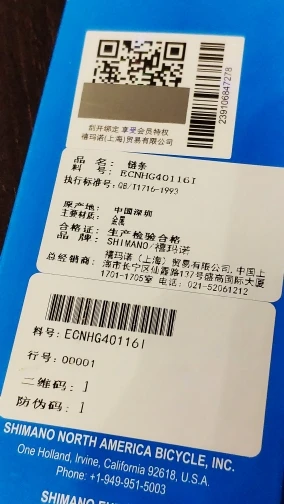 刮开绑定 享受会员特权
禧玛诺(上海)贸易有限公司
239106847278
品 名: 链条
料 号: ECNHG40116I
执行标准号:QB/T1716-1993
原产地: 中国深圳
主要材质: 金属
合格证: 生产检验合格
品 牌: SHIMANO/禧玛诺
总经销商: 禧玛诺(上海)贸易有限公司,中国上
海市长宁区仙霞路137号盛高国际大厦
1701-1705室 电话: 021-52061212
料号: ECNHG40116I
行号: 00001
二维码: 1
防伪码: 1
SHIMANO NORTH AMERICA BICYCLE, INC.
One Holland, Irvine, California 92618, U.S.A.
Phone: +1-949-951-5003